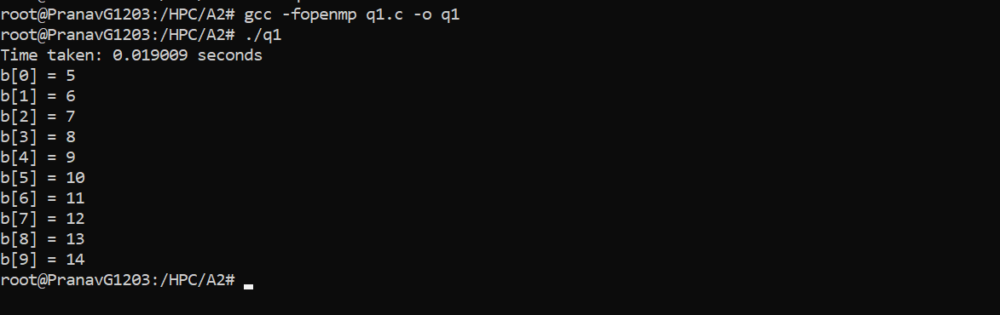 root@PranavG1203:/HPC/A2# gcc -fopenmp q1.c -o q1
root@PranavG1203:/HPC/A2# ./q1
Time taken: 0.019009 seconds
b[0] = 5
b[1] = 6
b[2] = 7
b[3] = 8
b[4] = 9
b[5] = 10
b[6] = 11
b[7] = 12
b[8] = 13
b[9] = 14
root@PranavG1203:/HPC/A2#